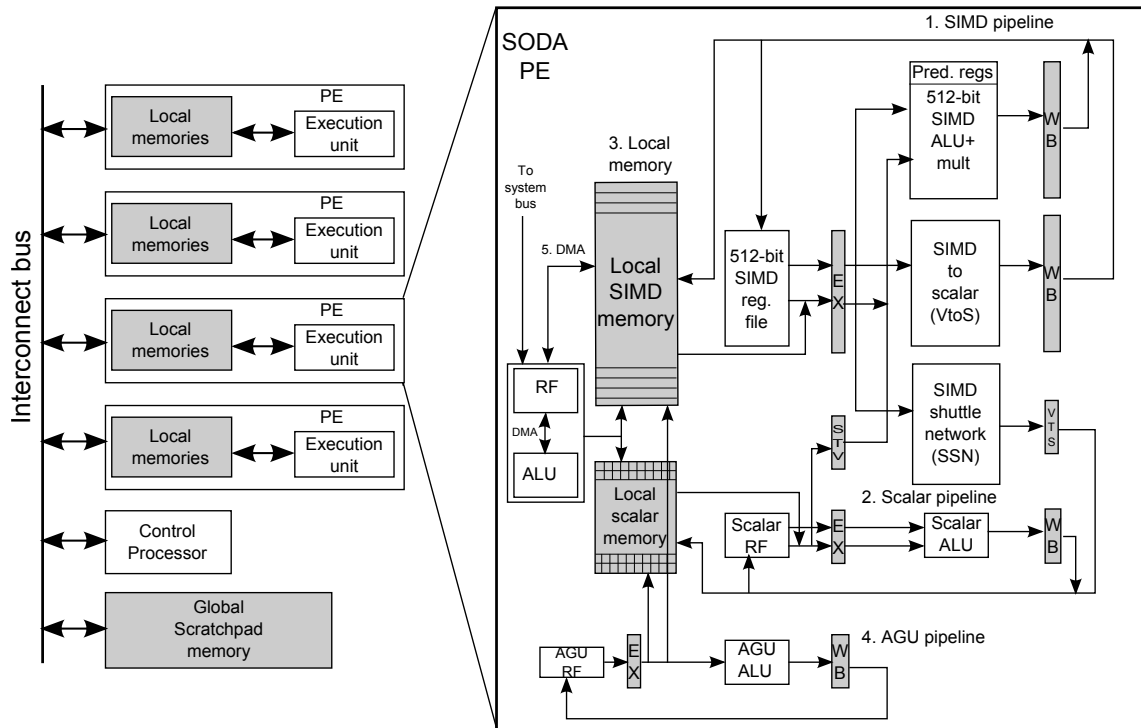 Interconnect bus
PE
Local
memories
Execution
unit
PE
Local
memories
Execution
unit
PE
Local
memories
Execution
unit
PE
Local
memories
Execution
unit
Control
Processor
Global
Scratchpad
memory
SODA
PE
1. SIMD pipeline
Pred. regs
512-bit
SIMD
ALU+
mult
W
B
3. Local
memory
To
system
bus
5. DMA
Local
SIMD
memory
512-bit
SIMD
reg.
file
E
X
SIMD
to
scalar
(VtoS)
W
B
RF
DMA
ALU
SIMD
shuttle
network
(SSN)
V
T
S
S
T
V
Local
scalar
memory
2. Scalar pipeline
Scalar
RF
E
X
Scalar
ALU
W
B
4. AGU pipeline
AGU
RF
E
X
AGU
ALU
W
B